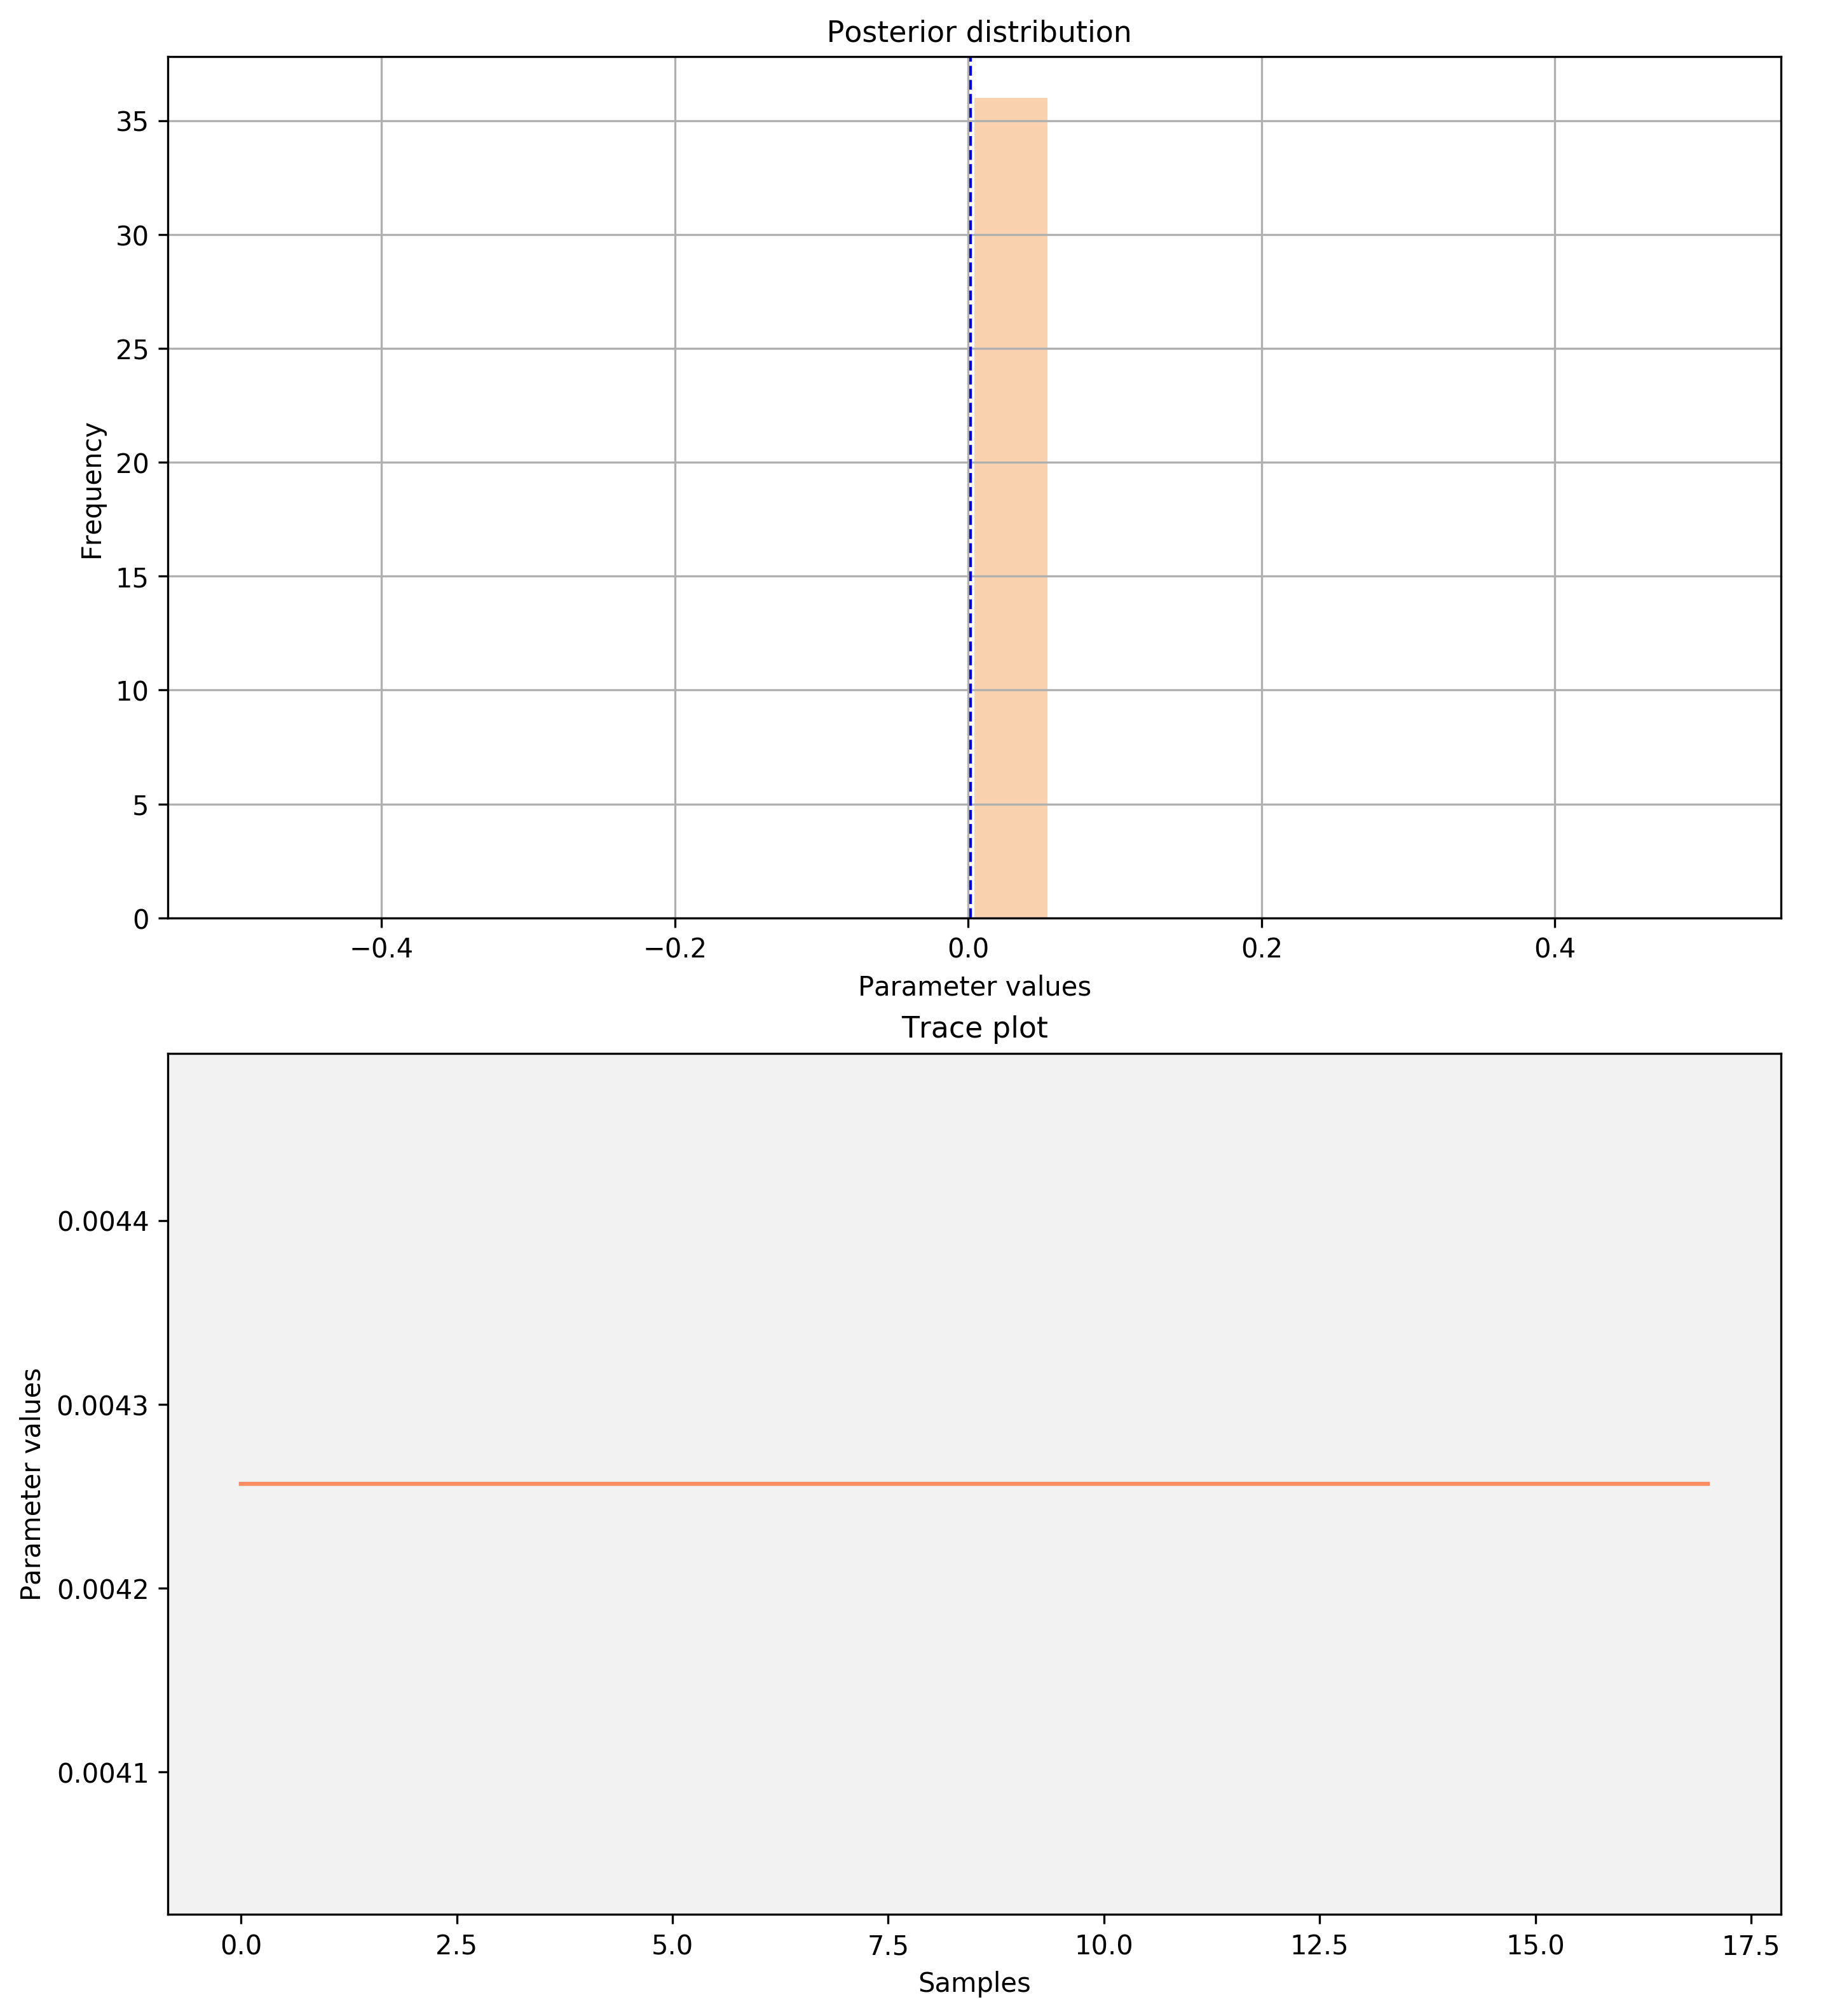 Posterior distribution
35
30
25
20
15
10
5
0
Frequency
−0.4 −0.2 0.0 0.2 0.4
Parameter values
Trace plot
0.0044
0.0043
0.0042
0.0041
Parameter values
0.0 2.5 5.0 7.5 10.0 12.5 15.0 17.5
Samples